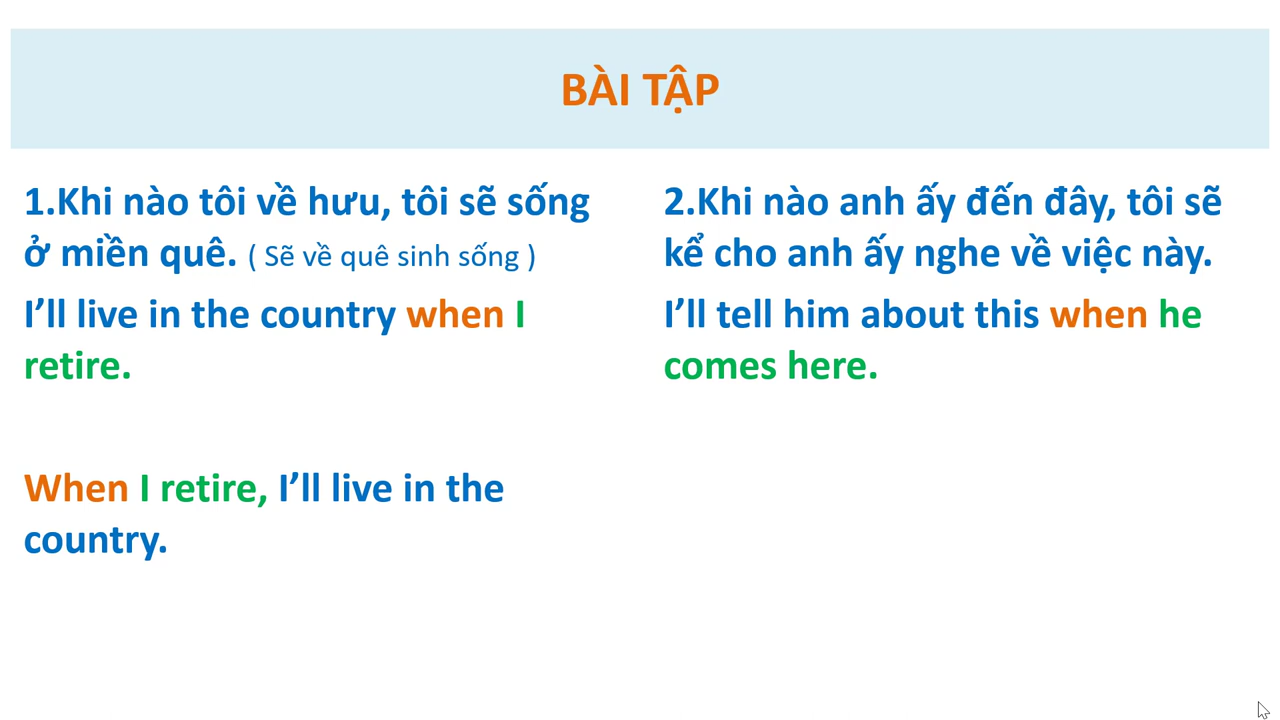 BÀI TẬP
1.Khi nào tôi về hưu, tôi sẽ sống
ở miền quê. ( Sẽ về quê sinh sống )
I’ll live in the country when I
retire.
When I retire, I’ll live in the
country.
2.Khi nào anh ấy đến đây, tôi sẽ
kể cho anh ấy nghe về việc này.
I’ll tell him about this when he
comes here.